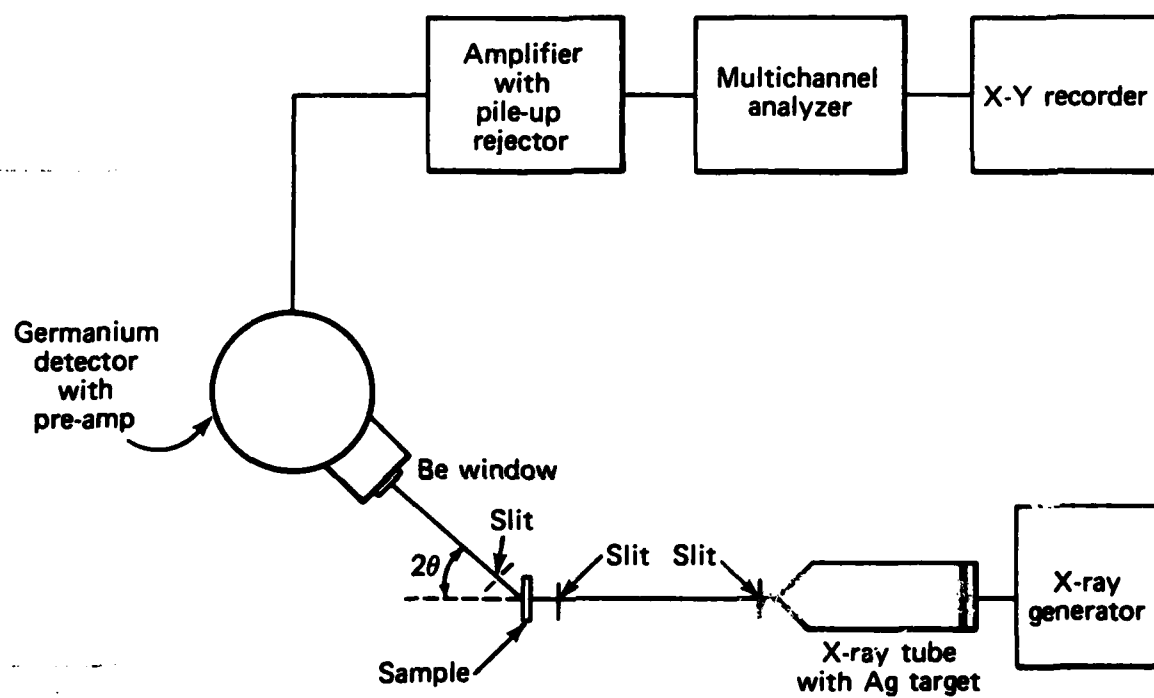 Amplifier
with
pile-up
rejector
Multichannel
analyzer
X-Y recorder
Germanium
detector
with
pre-amp
Be window
Slit
2θ
Slit
Slit
Sample
X-ray tube
with Ag target
X-ray
generator